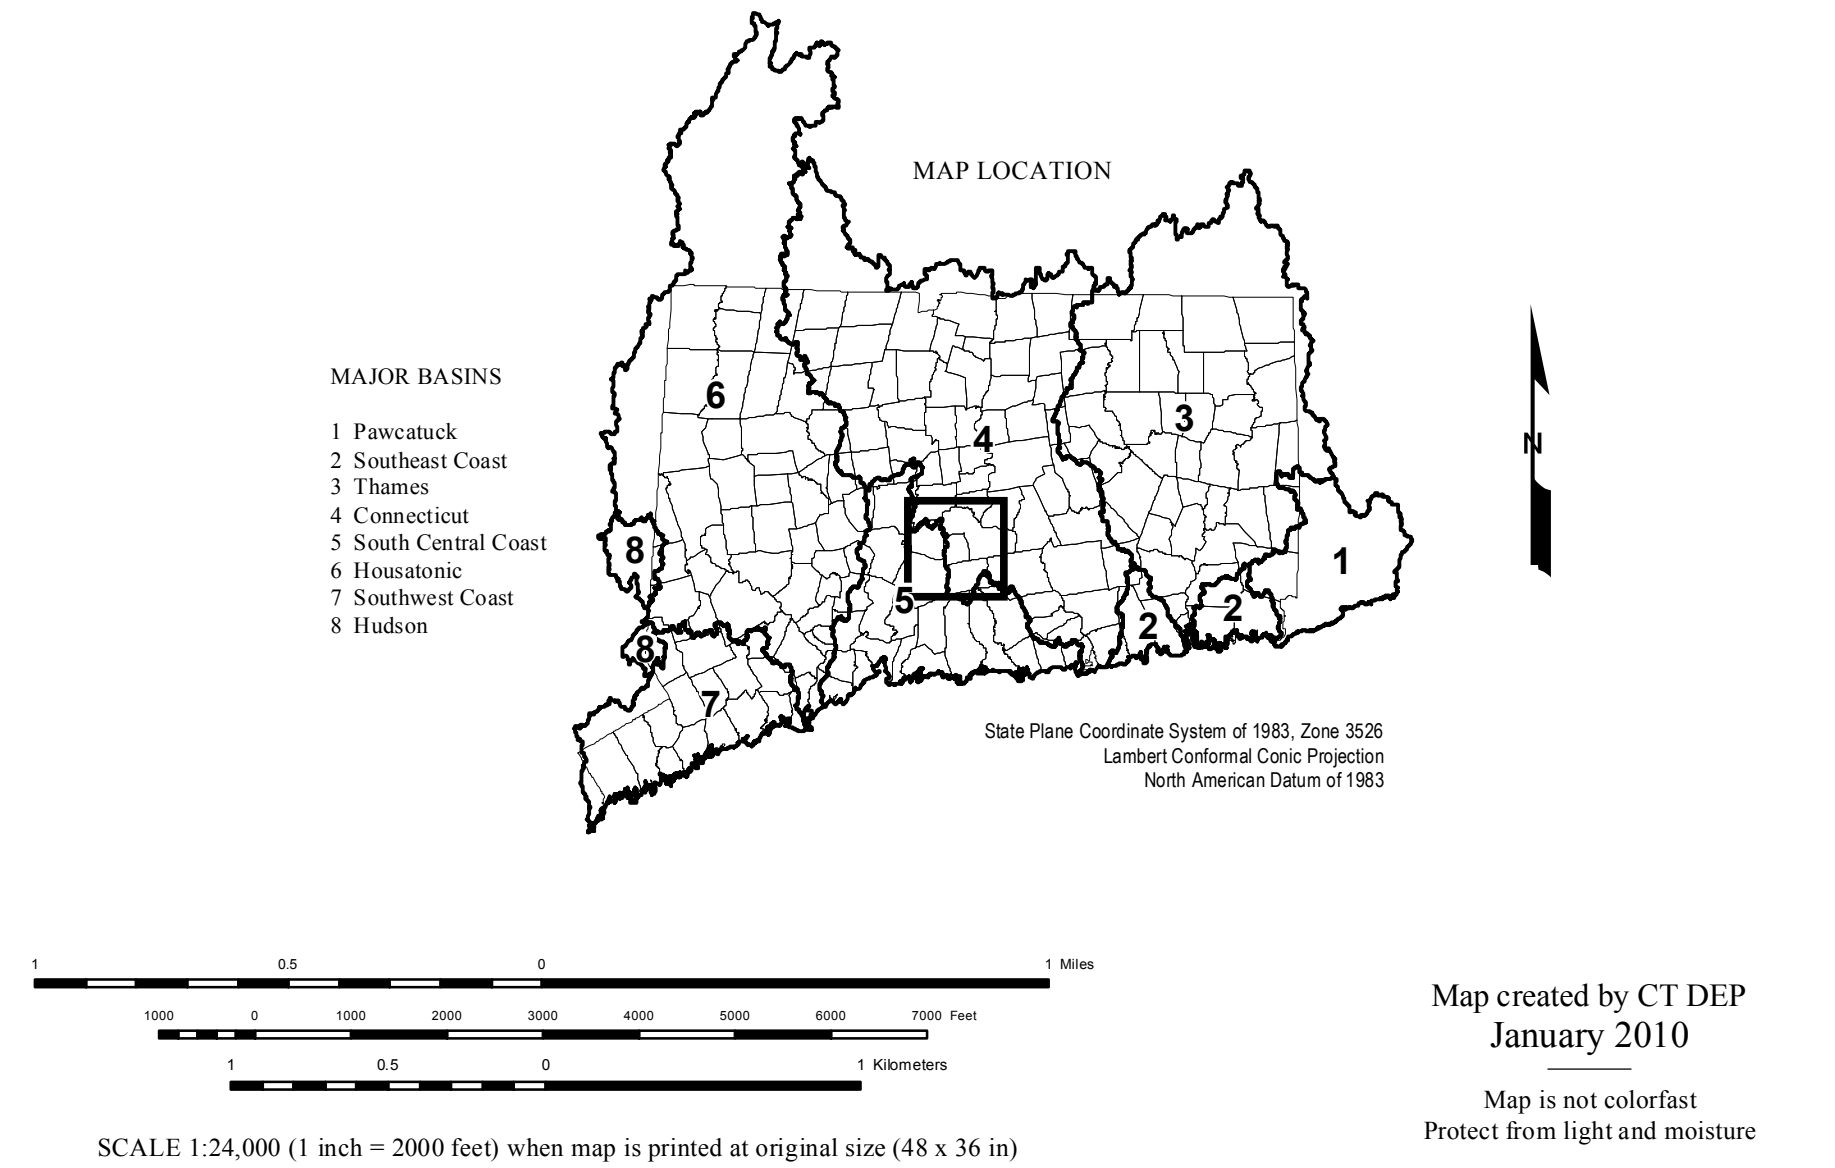 MAP LOCATION
MAJOR BASINS
1 Pawcatuck
2 Southeast Coast
3 Thames
4 Connecticut
5 South Central Coast
6 Housatonic
7 Southwest Coast
8 Hudson
6
3
4
8
1
5
2
2
8
7
N
State Plane Coordinate System of 1983, Zone 3526
Lambert Conformal Conic Projection
North American Datum of 1983
1 0.5 0 1 Miles
1000 0 1000 2000 3000 4000 5000 6000 7000 Feet
1 0.5 0 1 Kilometers
SCALE 1:24,000 (1 inch = 2000 feet) when map is printed at original size (48 x 36 in)
Map created by CT DEP
January 2010
Map is not colorfast
Protect from light and moisture